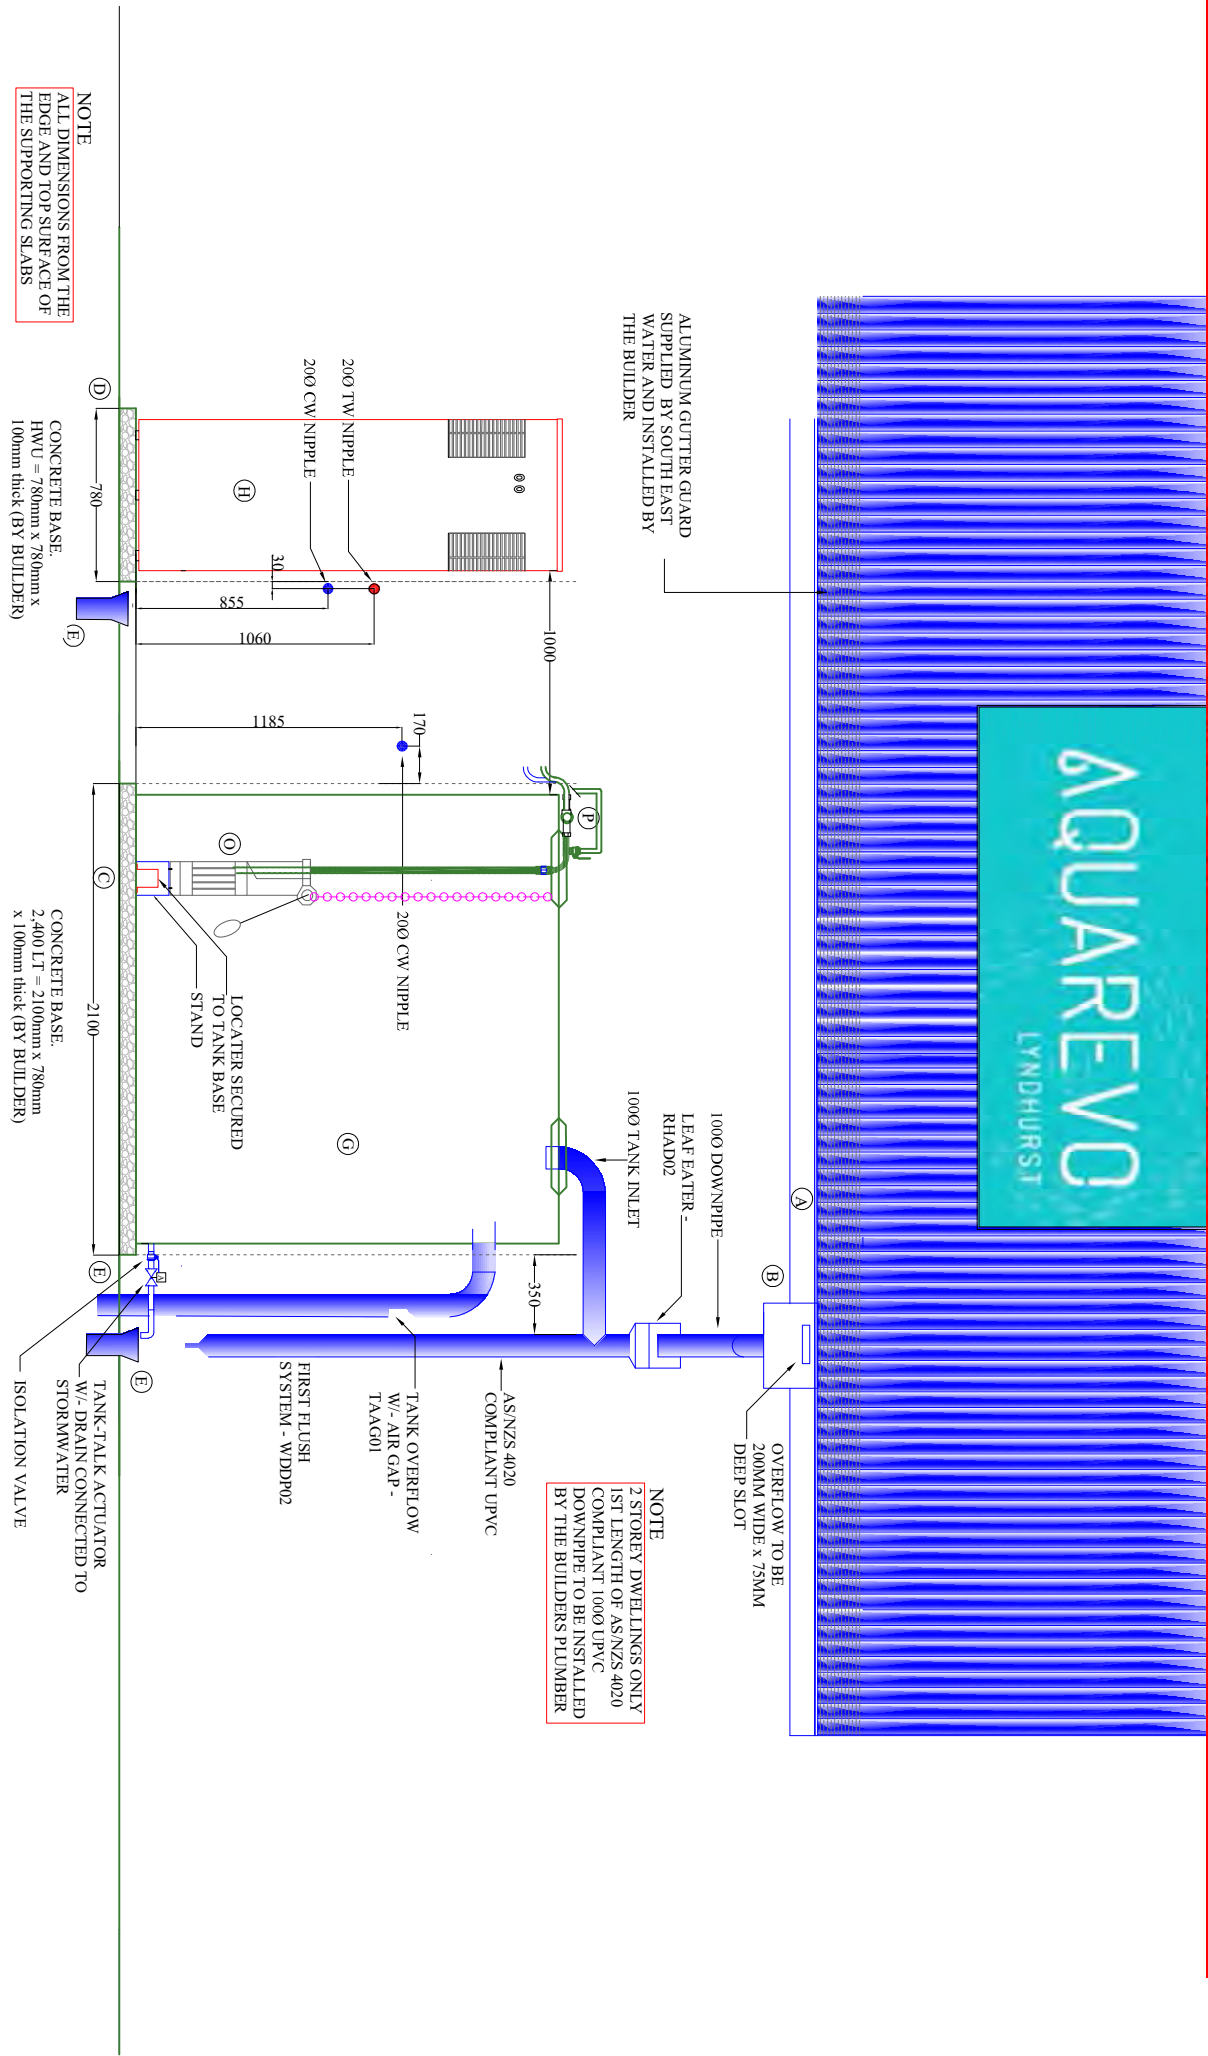 AQUAREVO
LYNDHURST
ALUMINUM GUTTER GUARD
SUPPLIED BY SOUTH EAST
WATER AND INSTALLED BY
THE BUILDER
A
B
OVERFLOW TO BE
200MM WIDE x 75MM
DEEP SLOT
100Ø DOWNPIPE
LEAF EATER -
RHAD02
100Ø TANK INLET
NOTE
2 STOREY DWELLINGS ONLY
1ST LENGTH OF AS/NZS 4020
COMPLIANT 100Ø UPVC
DOWNPIPE TO BE INSTALLED
BY THE BUILDERS PLUMBER
P
1000
350
20Ø TW NIPPLE
20Ø CW NIPPLE
170
20Ø CW NIPPLE
AS/NZS 4020
COMPLIANT UPVC
TANK OVERFLOW
W/- AIR GAP -
TAAG01
G
H
30
855
1060
1185
O
LOCATER SECURED
TO TANK BASE
STAND
FIRST FLUSH
SYSTEM - WDDP02
A
D
780
E
C
2100
E
E
TANK-TALK ACTUATOR
W/- DRAIN CONNECTED TO
STORMWATER
ISOLATION VALVE
NOTE
ALL DIMENSIONS FROM THE
EDGE AND TOP SURFACE OF
THE SUPPORTING SLABS
CONCRETE BASE.
HWU = 780mm x 780mm x
100mm thick (BY BUILDER)
CONCRETE BASE.
2,400 LT = 2100mm x 780mm
x 100mm thick (BY BUILDER)